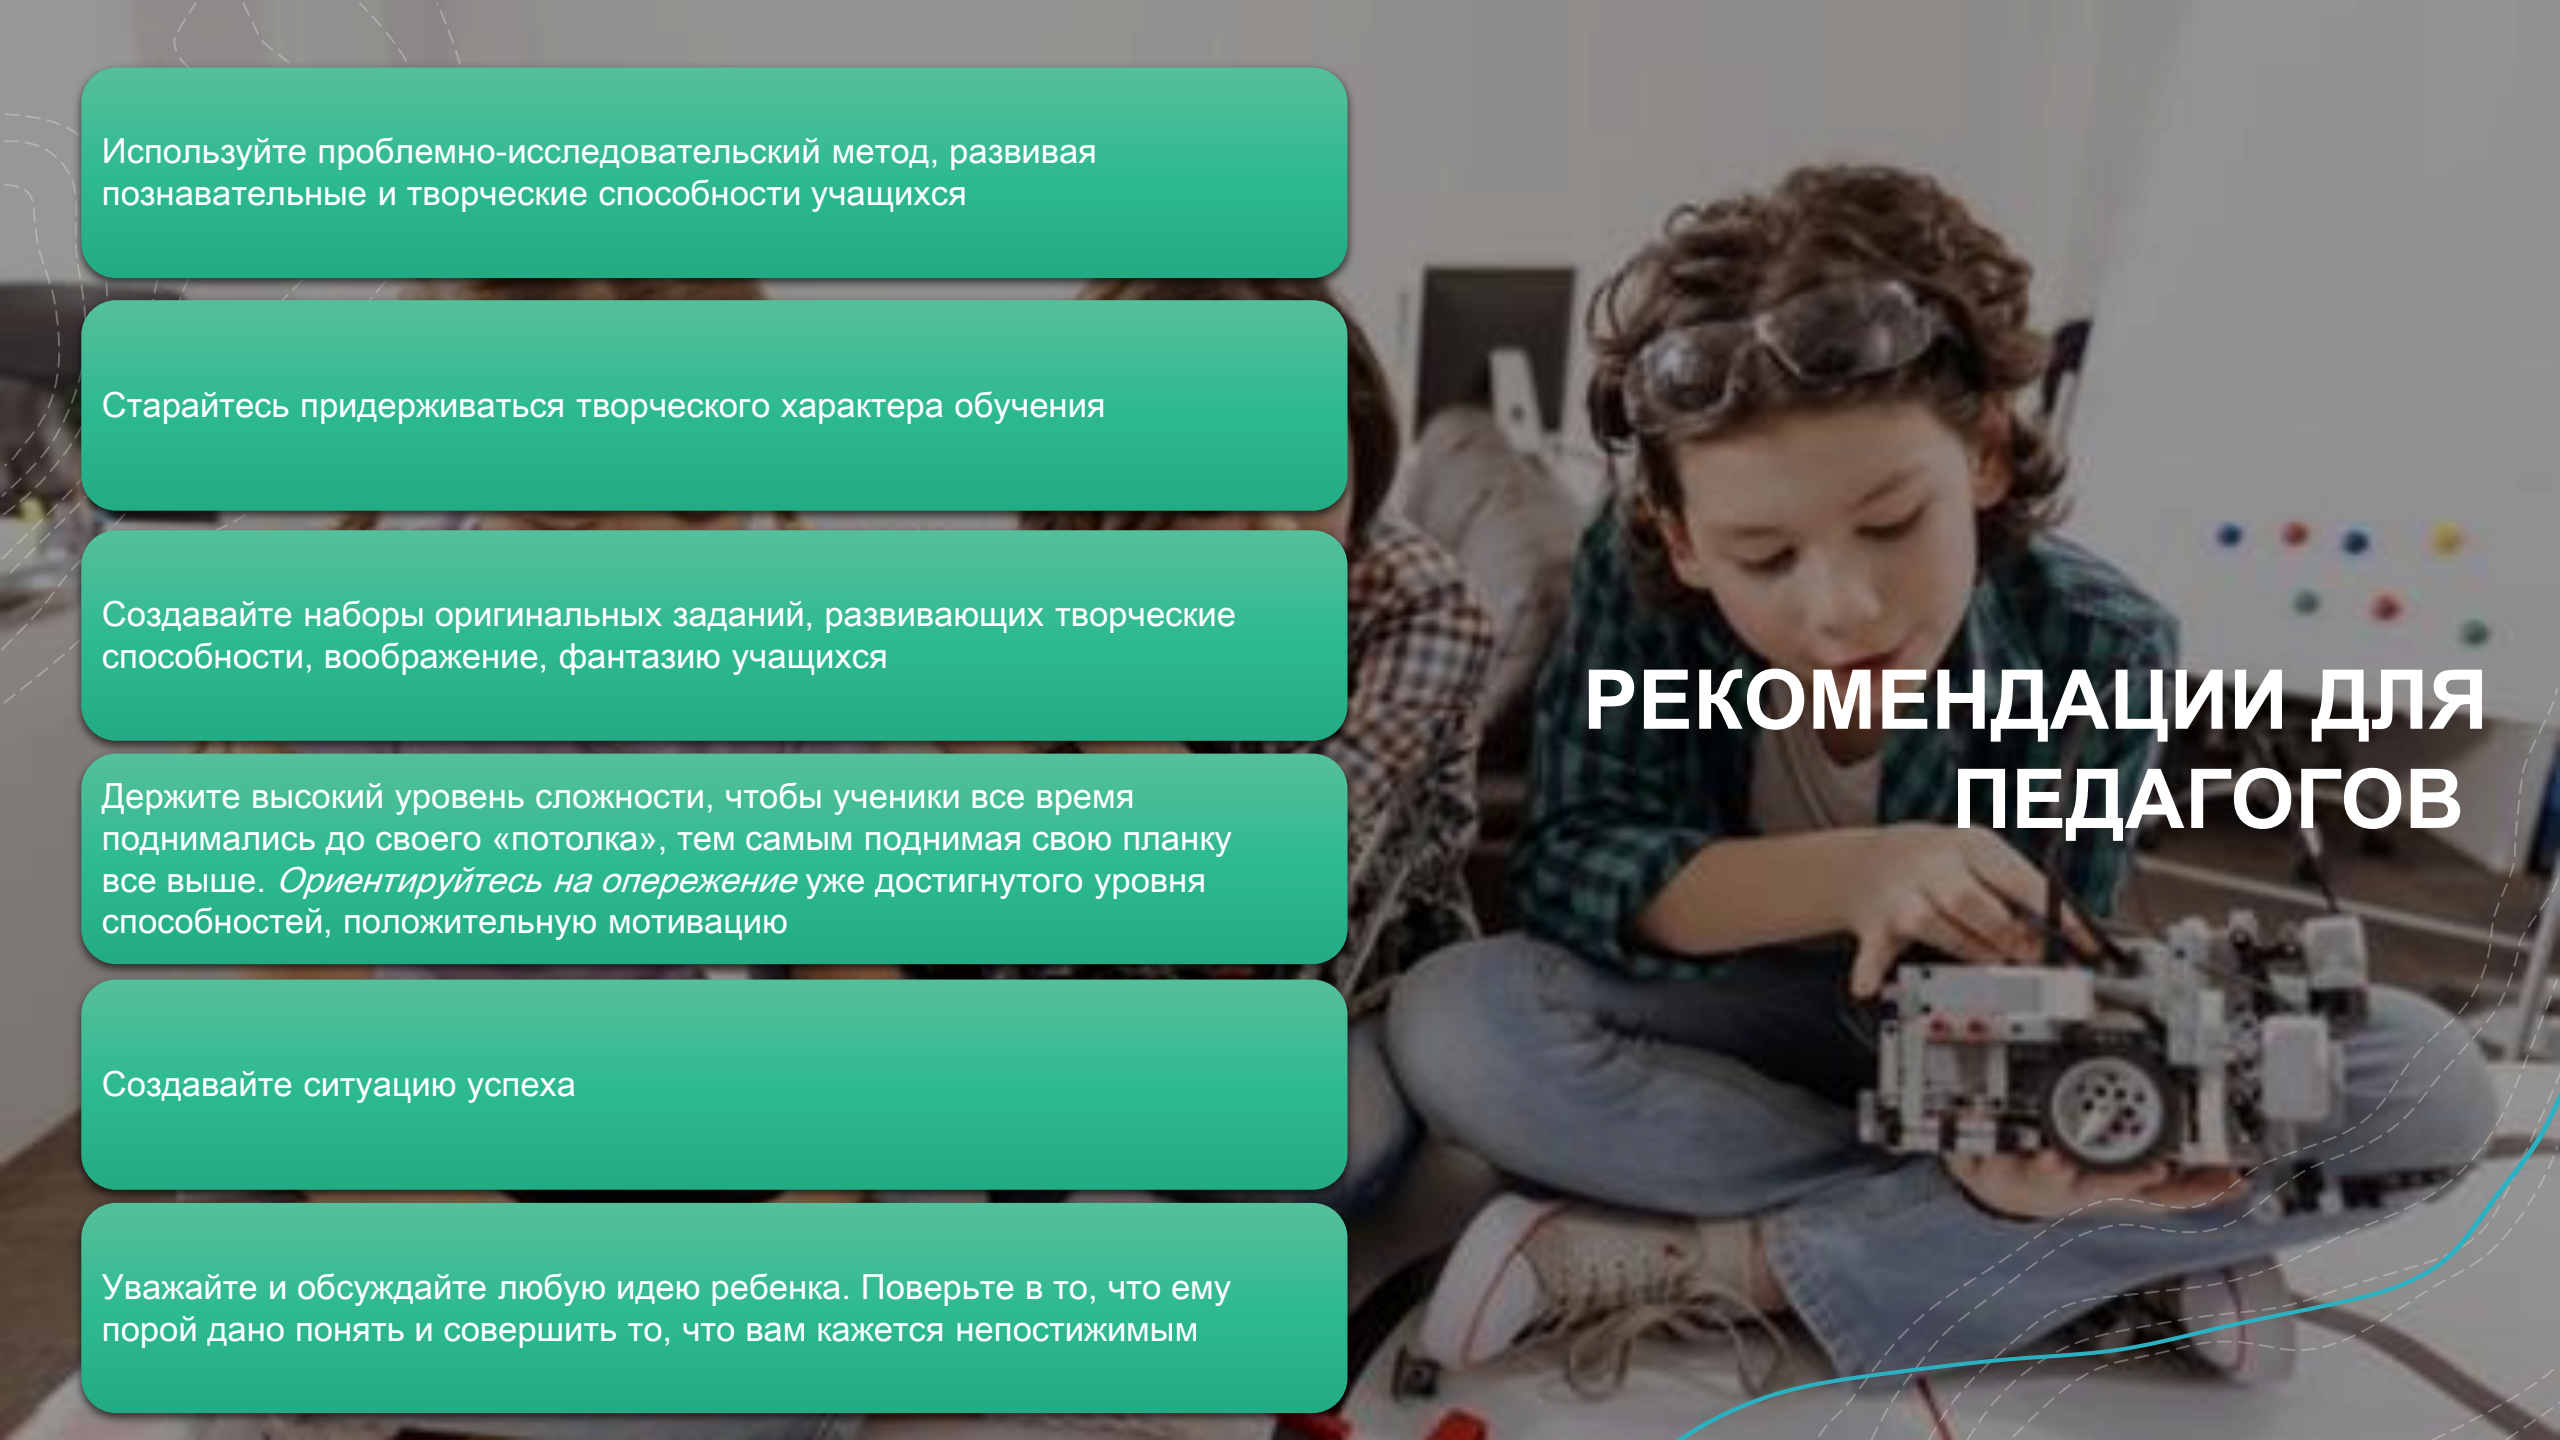 Используйте проблемно-исследовательский метод, развивая
познавательные и творческие способности учащихся
Старайтесь придерживаться творческого характера обучения
Создавайте наборы оригинальных заданий, развивающих творческие
способности, воображение, фантазию учащихся
Держите высокий уровень сложности, чтобы ученики все время
поднимались до своего «потолка», тем самым поднимая свою планку
все выше. Ориентируйтесь на опережение уже достигнутого уровня
способностей, положительную мотивацию
Создавайте ситуацию успеха
Уважайте и обсуждайте любую идею ребенка. Поверьте в то, что ему
порой дано понять и совершить то, что вам кажется непостижимым
РЕКОМЕНДАЦИИ ДЛЯ
ПЕДАГОГОВ